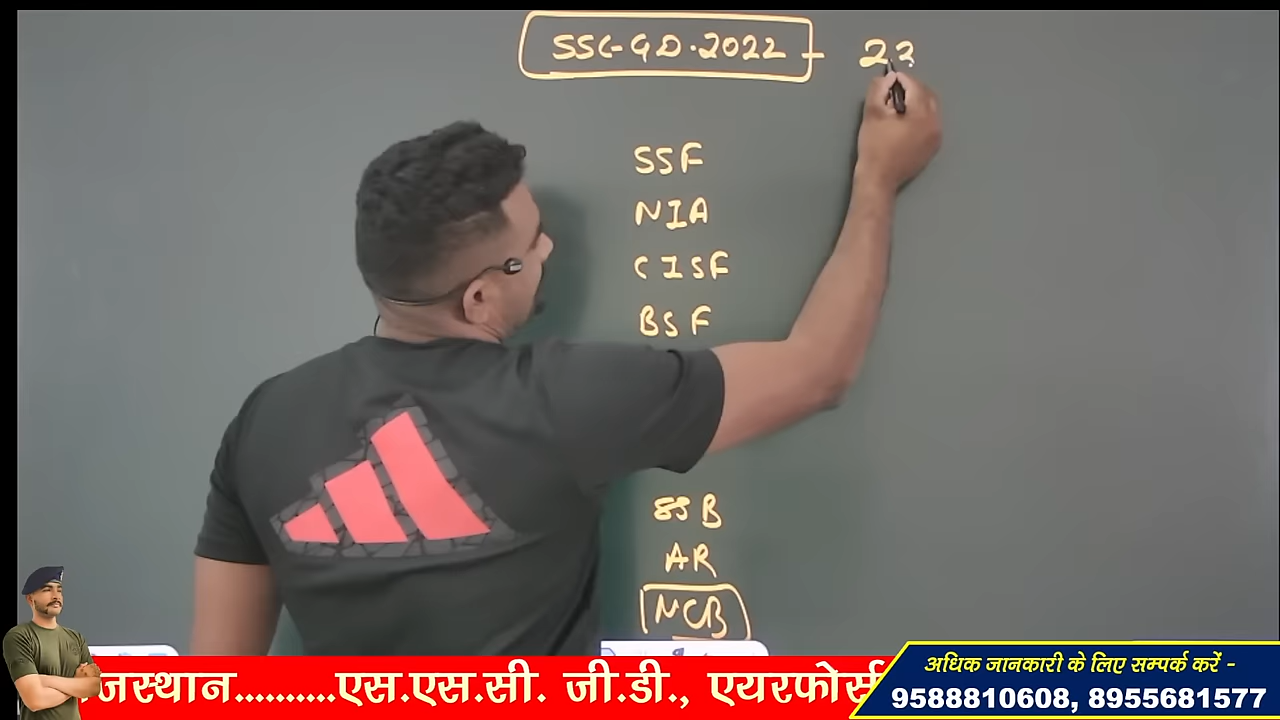 SSC-GD.2022 - 22
SSF
NIA
CISF
BSF
SSB
AR
NCB
जस्थान..........एस.एस.सी. जी.डी., एयरफोर्स
अधिक जानकारी के लिए सम्पर्क करें -
9588810608, 8955681577